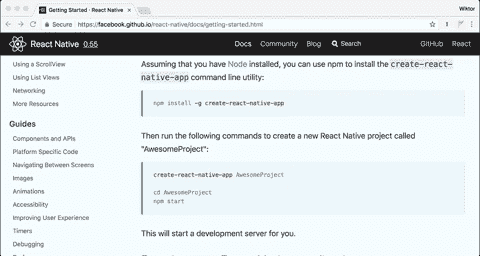 Getting Started · React Native
Wiktor
Secure
https://facebook.github.io/react-native/docs/getting-started.html
React Native 0.55
Docs Community Blog Search GitHub React
Using a ScrollView
Using List Views
Networking
More Resources
Guides
Components and APIs
Platform Specific Code
Navigating Between Screens
Images
Animations
Accessibility
Improving User Experience
Timers
Debugging
Assuming that you have Node installed, you can use npm to install the create-react-
native-app command line utility:
npm install -g create-react-native-app
Then run the following commands to create a new React Native project called
"AwesomeProject":
create-react-native-app AwesomeProject
cd AwesomeProject
npm start
This will start a development server for you.